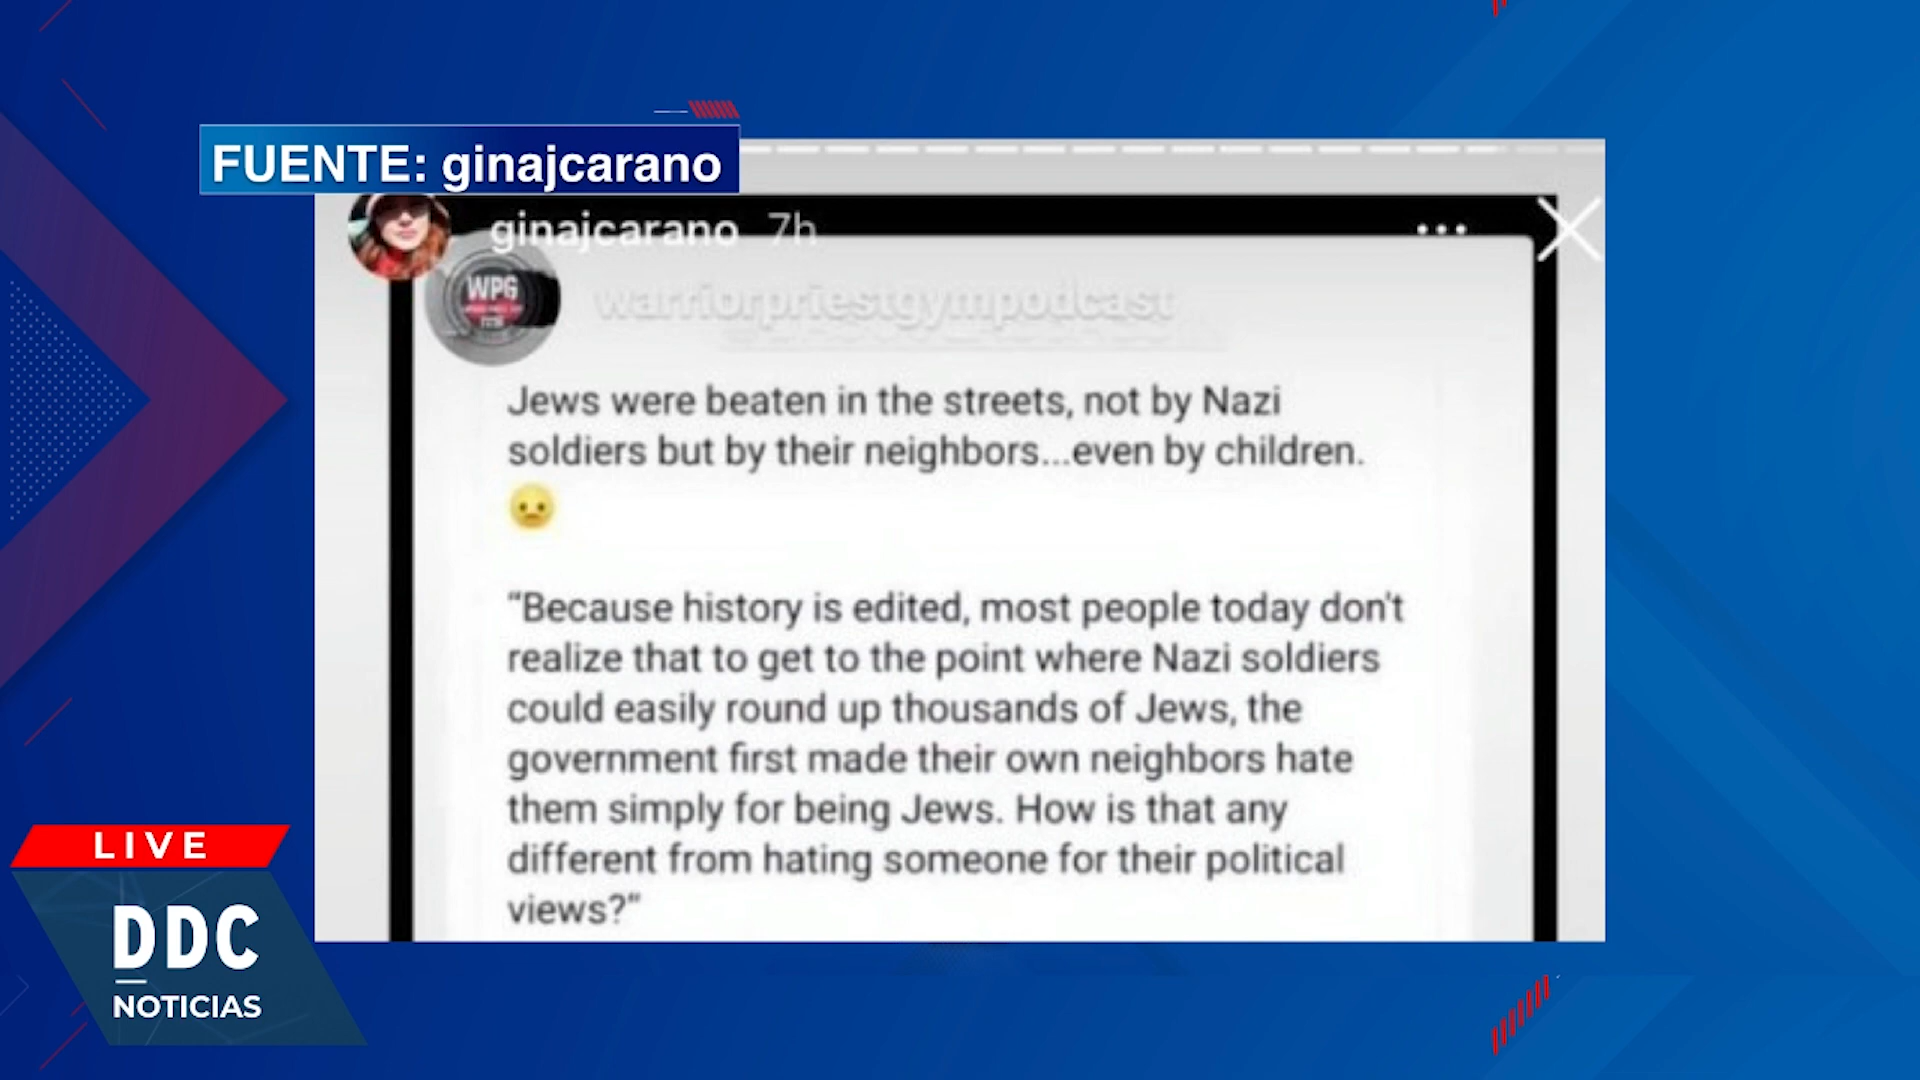 FUENTE: ginajcarano
ginajcarano 7h
WPG
warriorpriestgympodcast
Jews were beaten in the streets, not by Nazi
soldiers but by their neighbors...even by children.
“Because history is edited, most people today don't
realize that to get to the point where Nazi soldiers
could easily round up thousands of Jews, the
government first made their own neighbors hate
them simply for being Jews. How is that any
different from hating someone for their political
views?”
LIVE
DDC
NOTICIAS